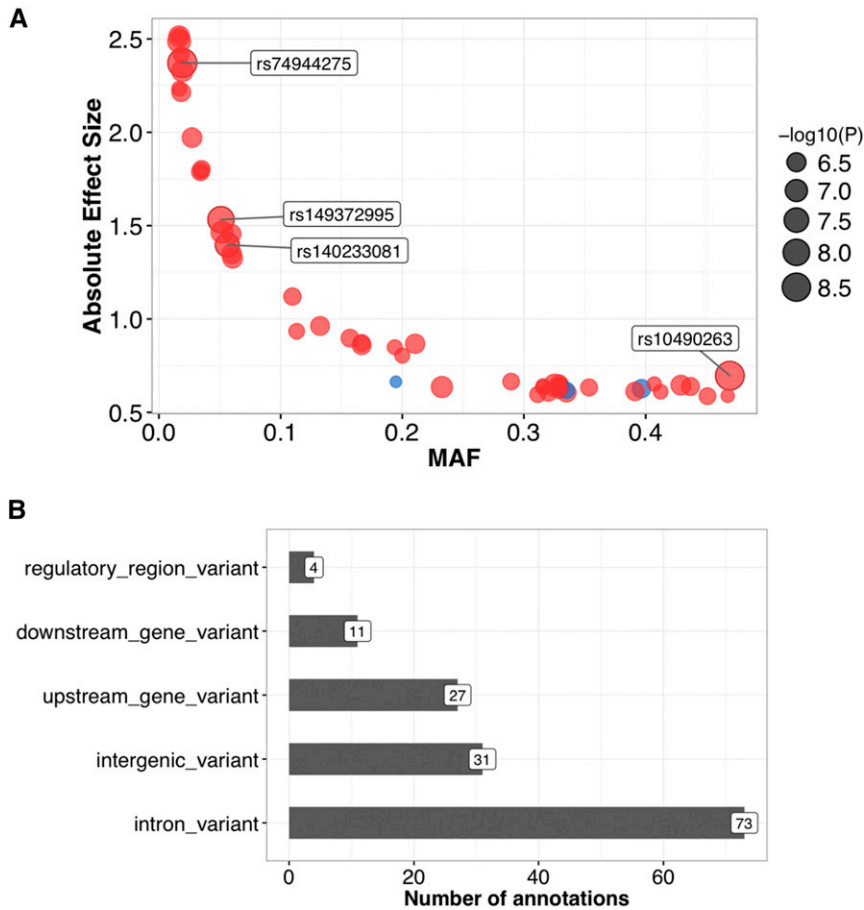 A
2.5
2.0
1.5
1.0
0.5
Absolute Effect Size
rs74944275
rs149372995
rs140233081
rs10490263
0.0
0.1
0.2
0.3
0.4
MAF
−log10(P)
6.5
7.0
7.5
8.0
8.5
B
regulatory_region_variant
4
downstream_gene_variant
11
upstream_gene_variant
27
intergenic_variant
31
intron_variant
73
0
20
40
60
Number of annotations